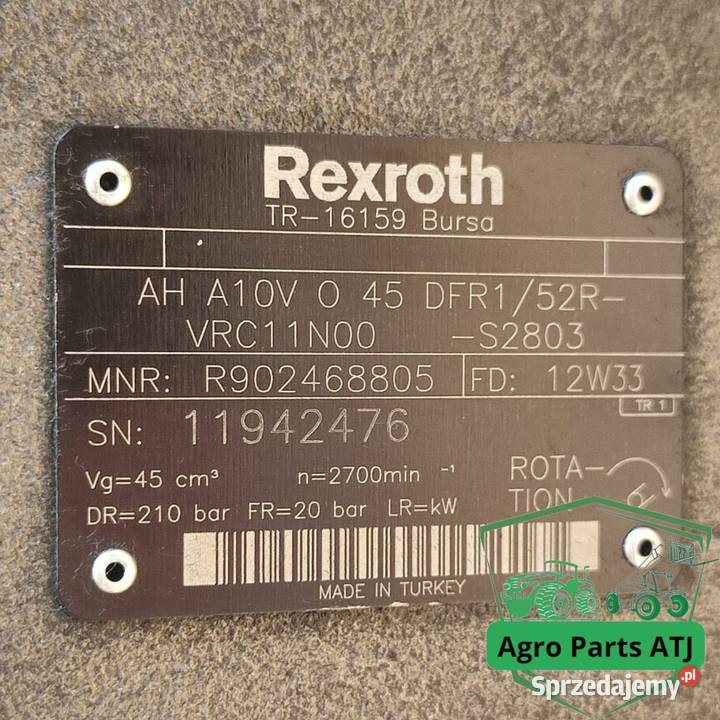 Rexroth
TR-16159 Bursa
AH A10V O 45 DFR1/52R-
VRC11N00 -S2803
MNR: R902468805 FD: 12W33
TR 1
SN: 11942476
Vg=45 cm³ n=2700min ⁻¹
ROTA-
TION
DR=210 bar FR=20 bar LR=kW
MADE IN TURKEY
Agro Parts ATJ
Sprzedajemy.pl